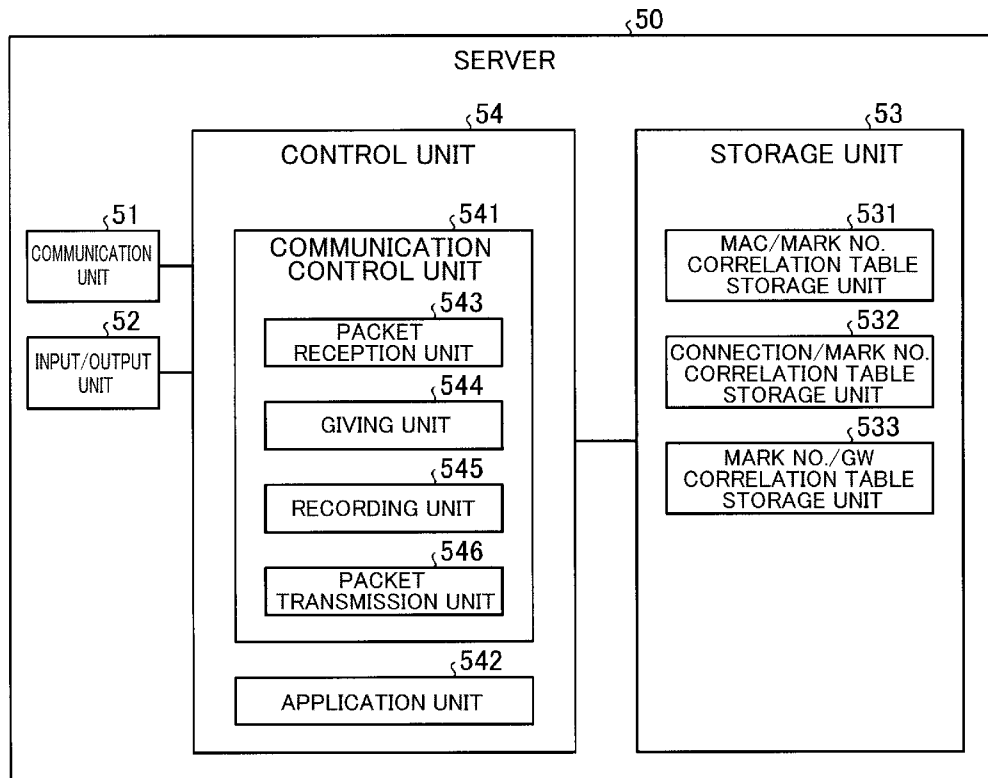 50
SERVER
51
COMMUNICATION
UNIT
52
INPUT/OUTPUT
UNIT
54
CONTROL UNIT
541
COMMUNICATION
CONTROL UNIT
543
PACKET
RECEPTION UNIT
544
GIVING UNIT
545
RECORDING UNIT
546
PACKET
TRANSMISSION UNIT
542
APPLICATION UNIT
53
STORAGE UNIT
531
MAC/MARK NO.
CORRELATION TABLE
STORAGE UNIT
532
CONNECTION/MARK NO.
CORRELATION TABLE
STORAGE UNIT
533
MARK NO./GW
CORRELATION TABLE
STORAGE UNIT